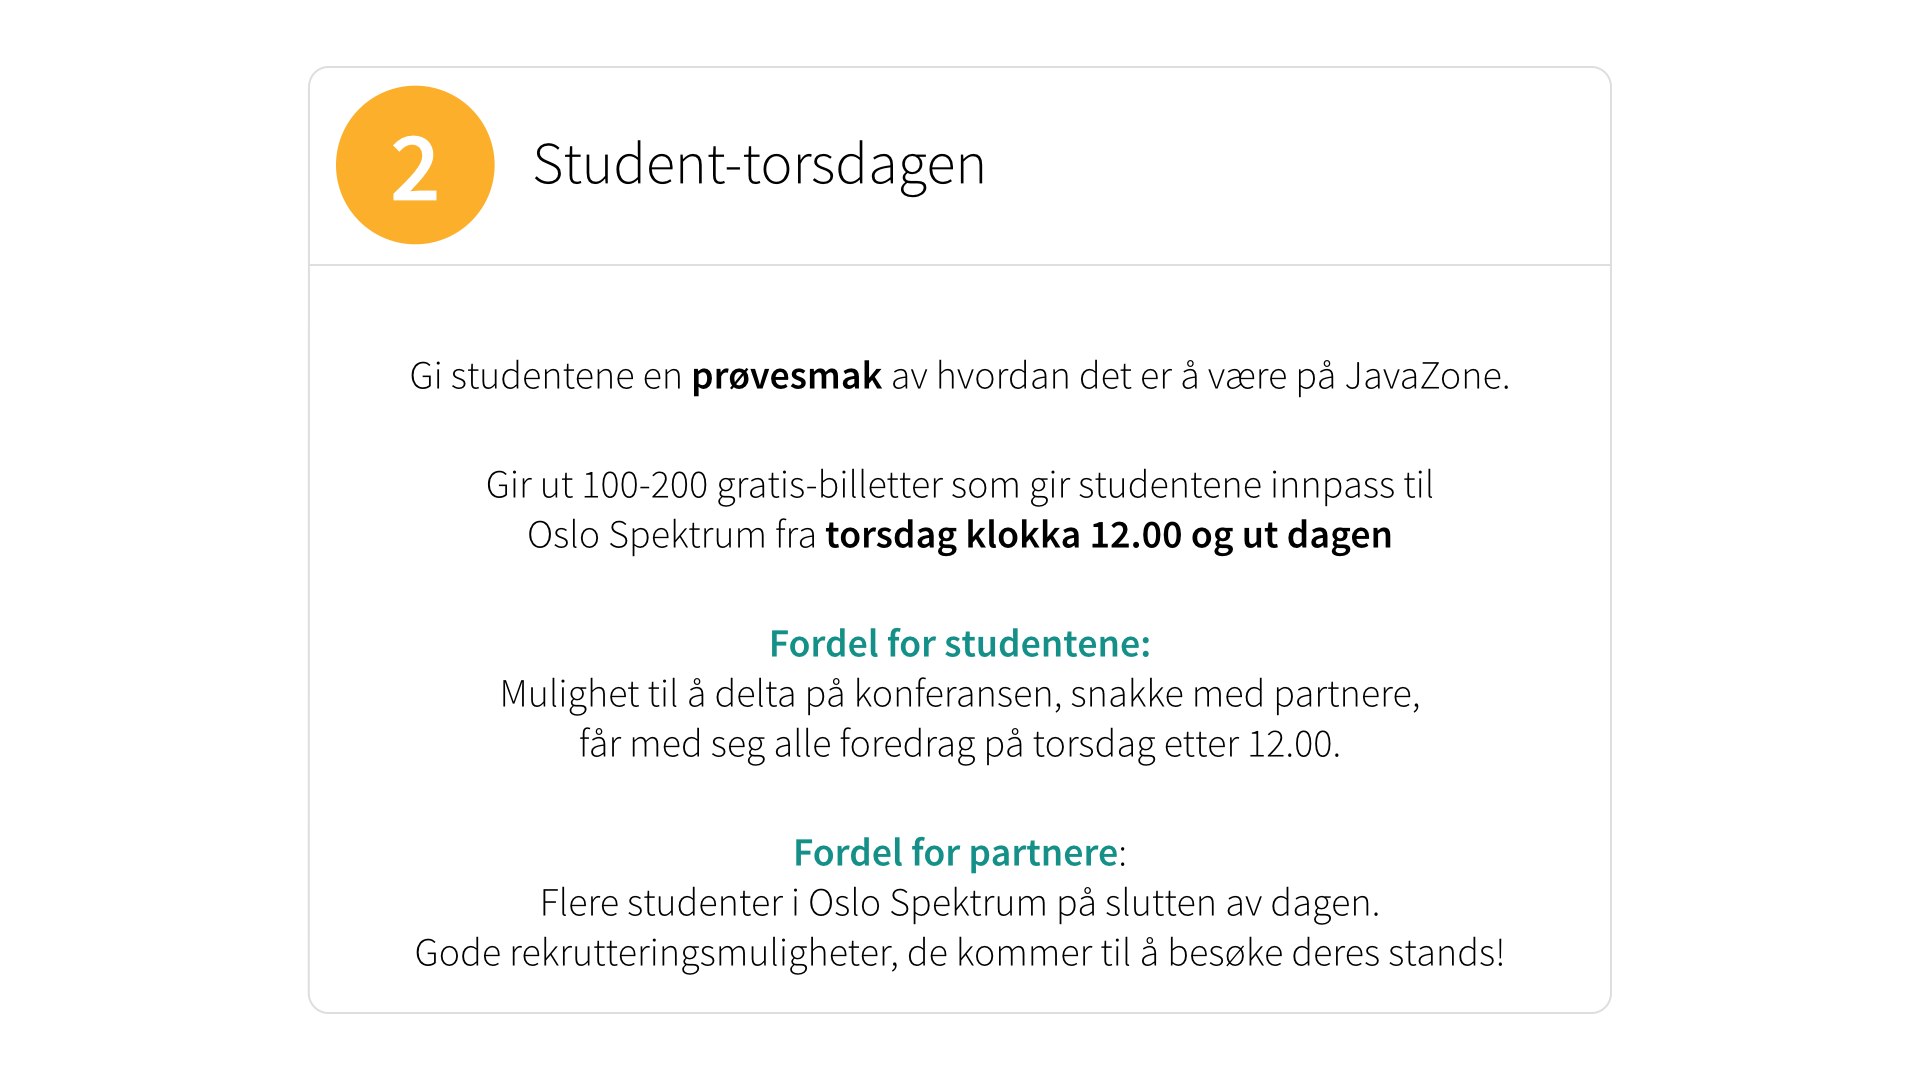 2
Student-torsdagen
Gi studentene en prøvesmak av hvordan det er å være på JavaZone.
Gir ut 100-200 gratis-billetter som gir studentene innpass til
Oslo Spektrum fra torsdag klokka 12.00 og ut dagen
Fordel for studentene:
Mulighet til å delta på konferansen, snakke med partnere,
får med seg alle foredrag på torsdag etter 12.00.
Fordel for partnere:
Flere studenter i Oslo Spektrum på slutten av dagen.
Gode rekrutteringsmuligheter, de kommer til å besøke deres stands!